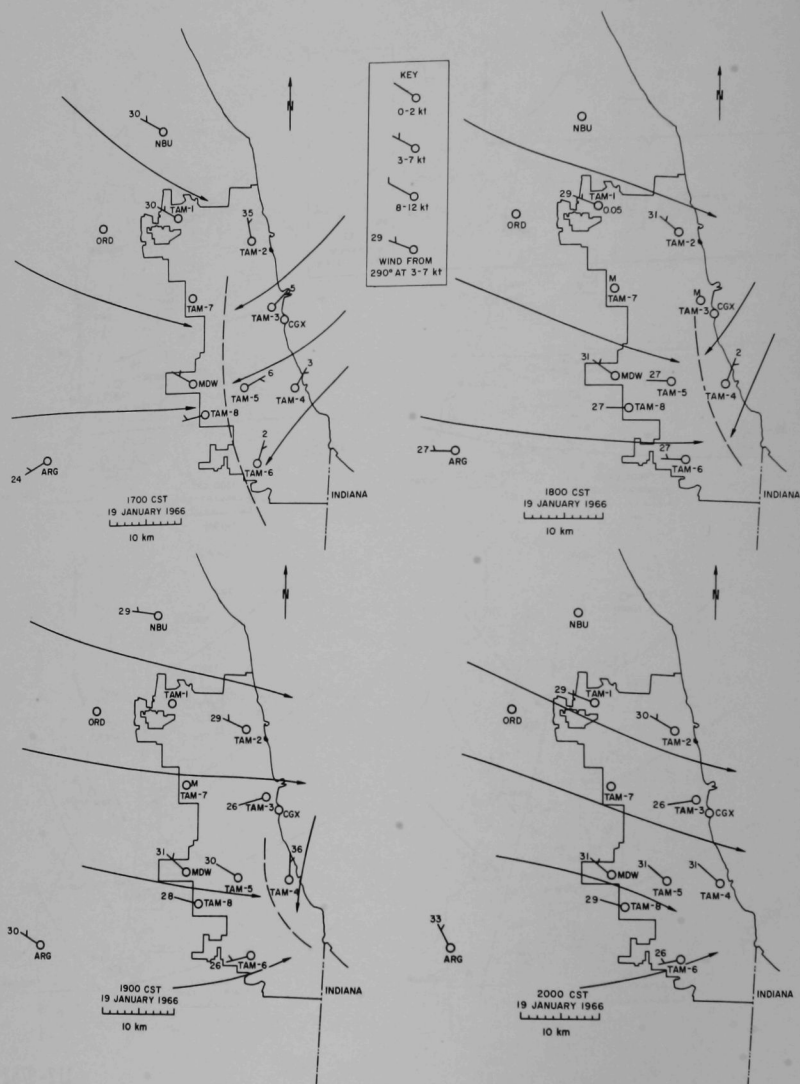 30
NBU
N
30
TAM-1
ORD
35
TAM-2
5
TAM-3
CGX
TAM-7
MDW
6
TAM-5
3
TAM-4
TAM-8
2
TAM-6
ARG
24
1700 CST
19 JANUARY 1966
10 km
INDIANA
KEY
0-2 kt
3-7 kt
8-12 kt
29
WIND FROM
290° AT 3-7 kt
N
NBU
29
TAM-1
0.05
ORD
31
TAM-2
M
TAM-7
M
TAM-3
CGX
31
MDW
27
TAM-5
2
TAM-4
27
TAM-8
27
ARG
27
TAM-6
1800 CST
19 JANUARY 1966
10 km
INDIANA
N
29
NBU
TAM-1
ORD
29
TAM-2
M
TAM-7
26
TAM-3
CGX
31
MDW
30
TAM-5
36
TAM-4
28
TAM-8
30
ARG
26
TAM-6
1900 CST
19 JANUARY 1966
10 km
INDIANA
N
NBU
29
TAM-1
ORD
30
TAM-2
TAM-7
26
TAM-3
CGX
31
MDW
31
TAM-5
31
TAM-4
29
TAM-8
33
ARG
26
TAM-6
2000 CST
19 JANUARY 1966
10 km
INDIANA